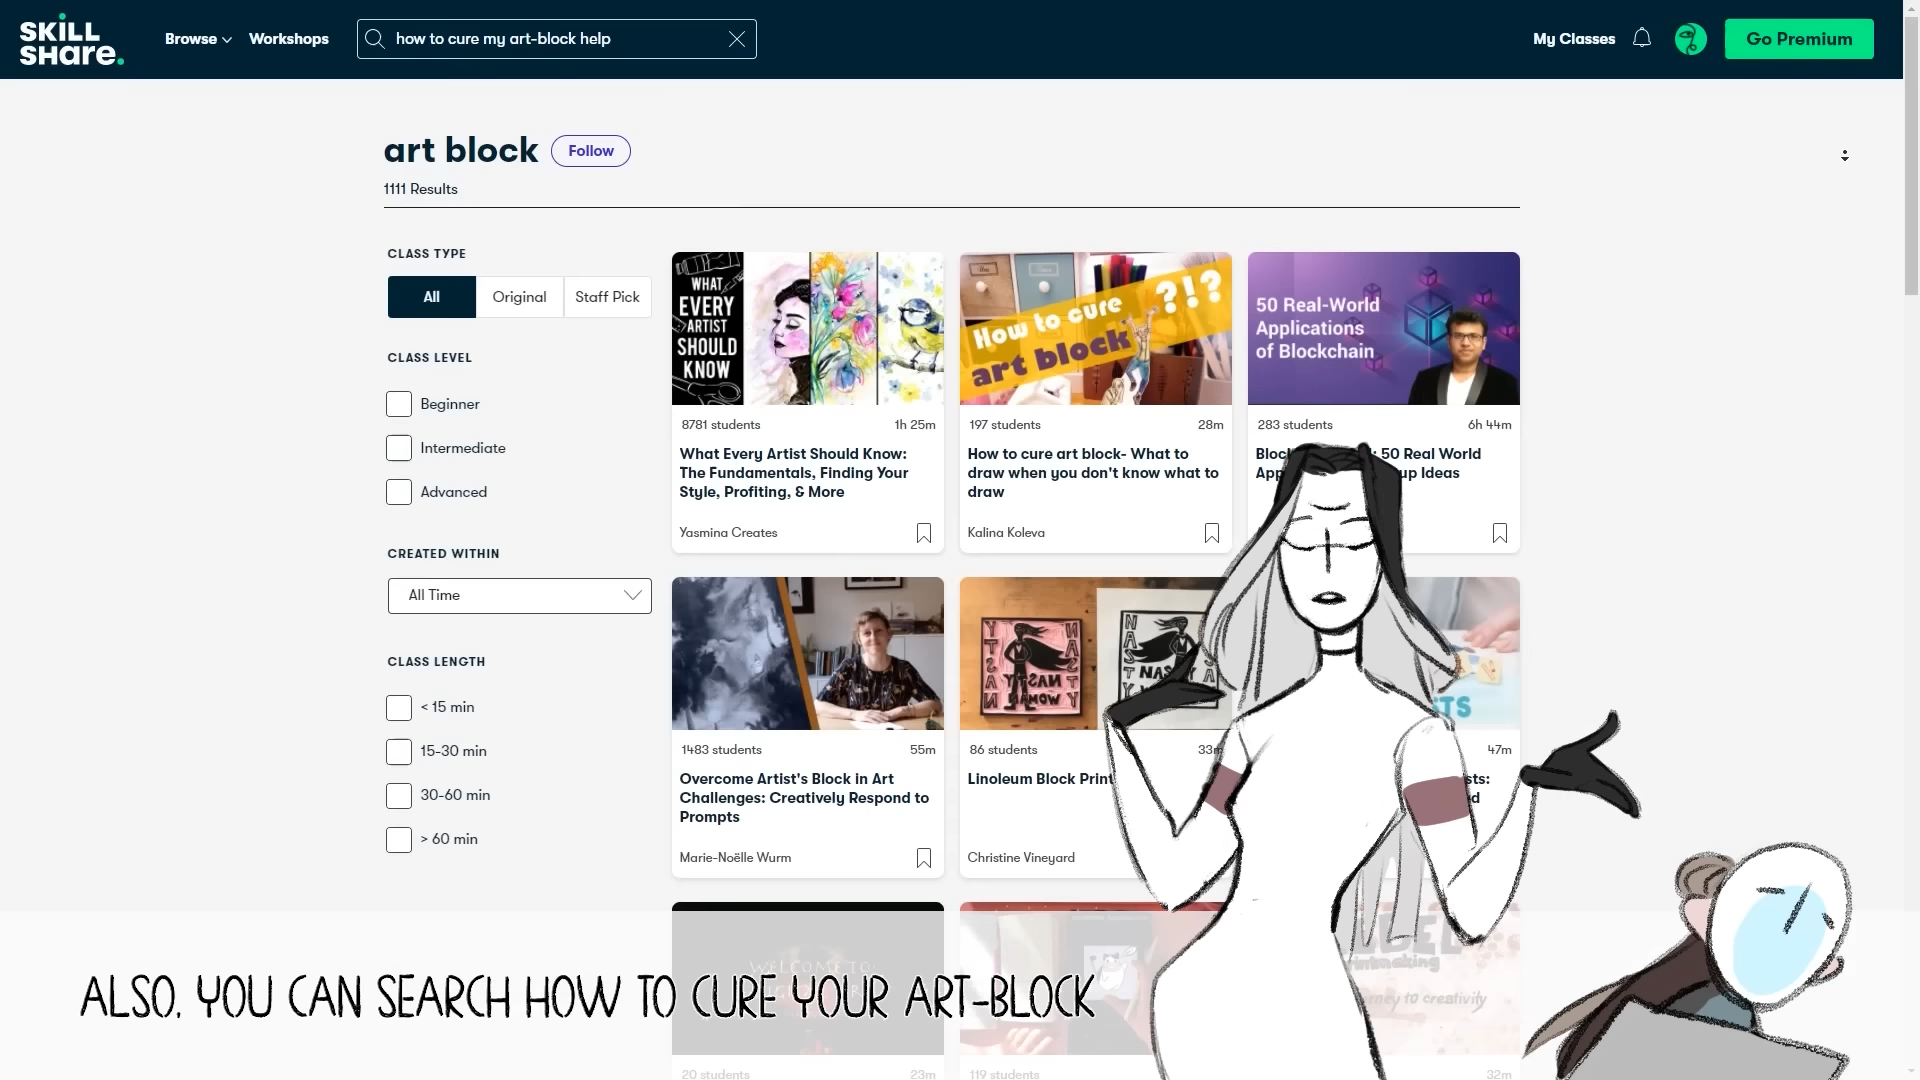 SKILL
SHARE.
Browse
Workshops
how to cure my art-block help
My Classes
Go Premium
art block
Follow
1111 Results
CLASS TYPE
All
Original
Staff Pick
CLASS LEVEL
Beginner
Intermediate
Advanced
CREATED WITHIN
All Time
CLASS LENGTH
< 15 min
15-30 min
30-60 min
> 60 min
WHAT
EVERY
ARTIST
SHOULD
KNOW
8781 students
1h 25m
What Every Artist Should Know:
The Fundamentals, Finding Your
Style, Profiting, & More
Yasmina Creates
How to cure
?!?
art block
197 students
28m
How to cure art block- What to
draw when you don't know what to
draw
Kalina Koleva
50 Real-World
Applications
of Blockchain
283 students
6h 44m
50 Real World
up Ideas
1483 students
55m
Overcome Artist's Block in Art
Challenges: Creatively Respond to
Prompts
Marie-Noëlle Wurm
86 students
33m
Linoleum Block Print
Christine Vineyard
47m
WELCOME TO
20 students
23m
119 students
printmaking
journey to creativity
32m
ALSO, YOU CAN SEARCH HOW TO CURE YOUR ART-BLOCK